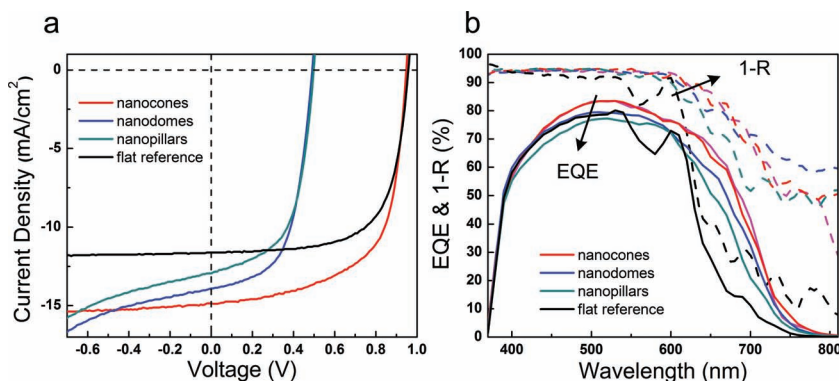 a
Current Density (mA/cm²)
0
-5
-10
-15
nanocones
nanodomes
nanopillars
flat reference
-0.6 -0.4 -0.2 0.0 0.2 0.4 0.6 0.8 1.0
Voltage (V)
b
EQE & 1-R (%)
100
90
80
70
60
50
40
30
20
10
0
1-R
EQE
nanocones
nanodomes
nanopillars
flat reference
400 500 600 700 800
Wavelength (nm)